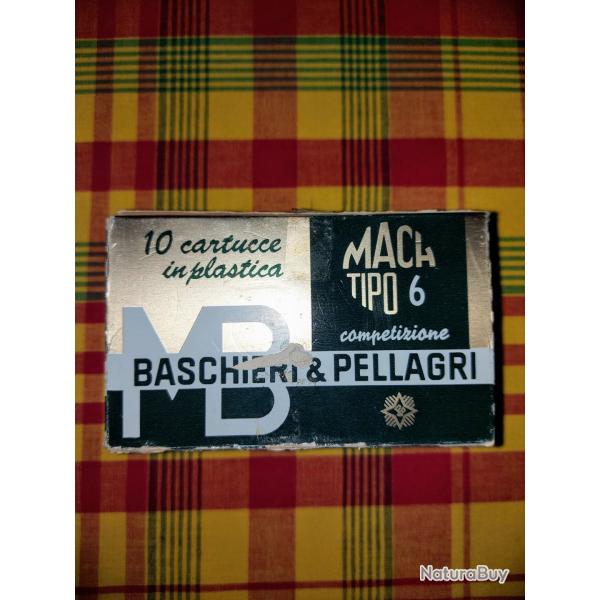 10 cartucce
in plastica
MACH
TIPO 6
competizione
MB
BASCHIERI & PELLAGRI
NaturaBuy